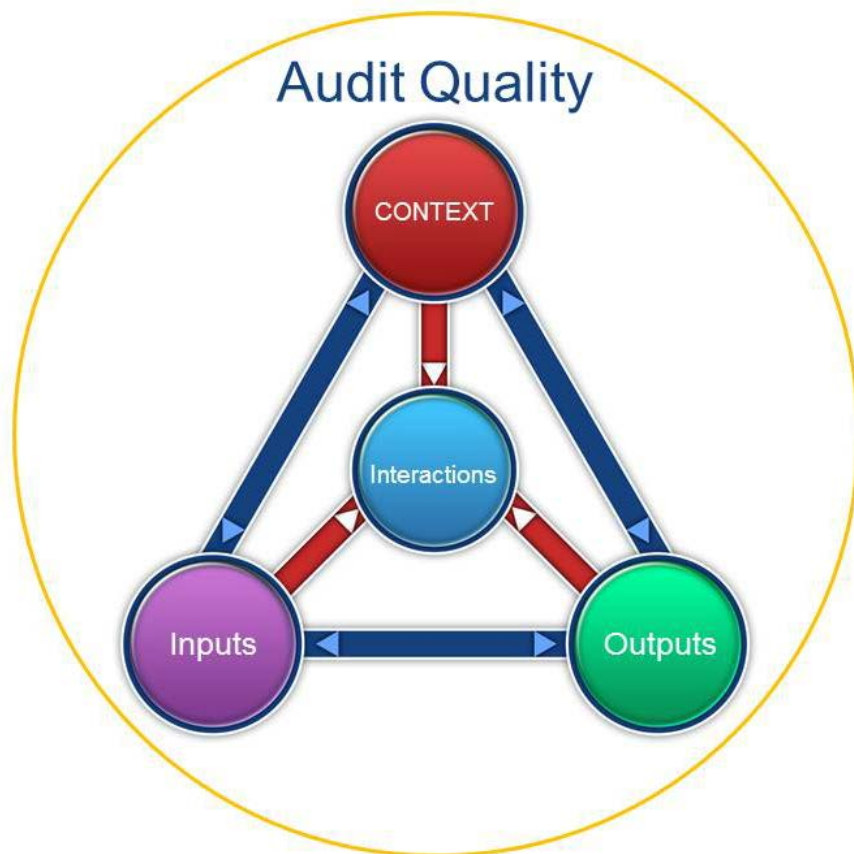 Audit Quality
CONTEXT
Interactions
Inputs
Outputs